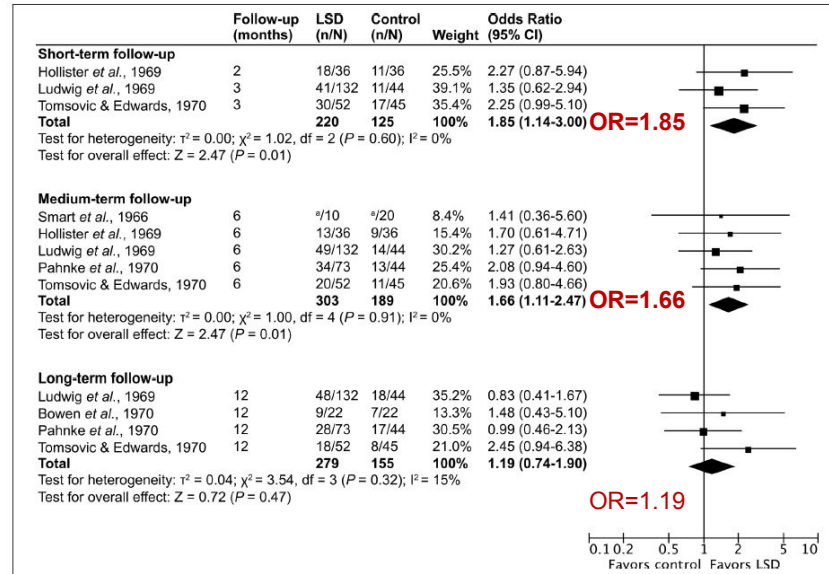 Follow-up (months) LSD (n/N) Control (n/N) Weight Odds Ratio (95% CI)
Short-term follow-up
Hollister et al., 1969 2 18/36 11/36 25.5% 2.27 (0.87-5.94)
Ludwig et al., 1969 3 41/132 11/44 39.1% 1.35 (0.62-2.94)
Tomsovic & Edwards, 1970 3 30/52 17/45 35.4% 2.25 (0.99-5.10)
Total 220 125 100% 1.85 (1.14-3.00) OR=1.85
Test for heterogeneity: τ² = 0.00; χ² = 1.02, df = 2 (P = 0.60); I² = 0%
Test for overall effect: Z = 2.47 (P = 0.01)
Medium-term follow-up
Smart et al., 1966 6 ª/10 ª/20 8.4% 1.41 (0.36-5.60)
Hollister et al., 1969 6 13/36 9/36 15.4% 1.70 (0.61-4.71)
Ludwig et al., 1969 6 49/132 14/44 30.2% 1.27 (0.61-2.63)
Pahnke et al., 1970 6 34/73 13/44 25.4% 2.08 (0.94-4.60)
Tomsovic & Edwards, 1970 6 20/52 11/45 20.6% 1.93 (0.80-4.66)
Total 303 189 100% 1.66 (1.11-2.47) OR=1.66
Test for heterogeneity: τ² = 0.00; χ² = 1.00, df = 4 (P = 0.91); I² = 0%
Test for overall effect: Z = 2.47 (P = 0.01)
Long-term follow-up
Ludwig et al., 1969 12 48/132 18/44 35.2% 0.83 (0.41-1.67)
Bowen et al., 1970 12 9/22 7/22 13.3% 1.48 (0.43-5.10)
Pahnke et al., 1970 12 28/73 17/44 30.5% 0.99 (0.46-2.13)
Tomsovic & Edwards, 1970 12 18/52 8/45 21.0% 2.45 (0.94-6.38)
Total 279 155 100% 1.19 (0.74-1.90)
Test for heterogeneity: τ² = 0.04; χ² = 3.54, df = 3 (P = 0.32); I² = 15%
Test for overall effect: Z = 0.72 (P = 0.47)
OR=1.19
0.1 0.2 0.5 1 2 5 10
Favors control Favors LSD